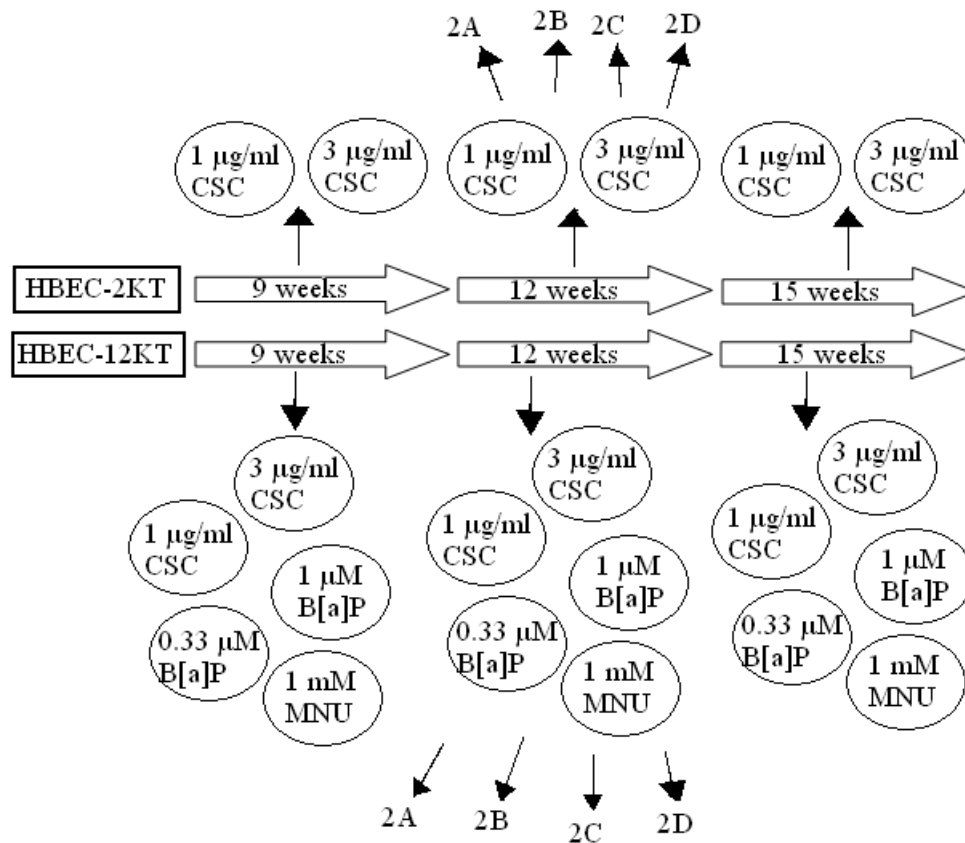 2A 2B 2C 2D
1 μg/ml
CSC
3 μg/ml
CSC
1 μg/ml
CSC
3 μg/ml
CSC
1 μg/ml
CSC
3 μg/ml
CSC
HBEC-2KT 9 weeks 12 weeks 15 weeks
HBEC-12KT 9 weeks 12 weeks 15 weeks
3 μg/ml
CSC
1 μg/ml
CSC
1 μM
B[a]P
0.33 μM
B[a]P
1 mM
MNU
3 μg/ml
CSC
1 μg/ml
CSC
1 μM
B[a]P
0.33 μM
B[a]P
1 mM
MNU
3 μg/ml
CSC
1 μg/ml
CSC
1 μM
B[a]P
0.33 μM
B[a]P
1 mM
MNU
2A 2B 2C 2D